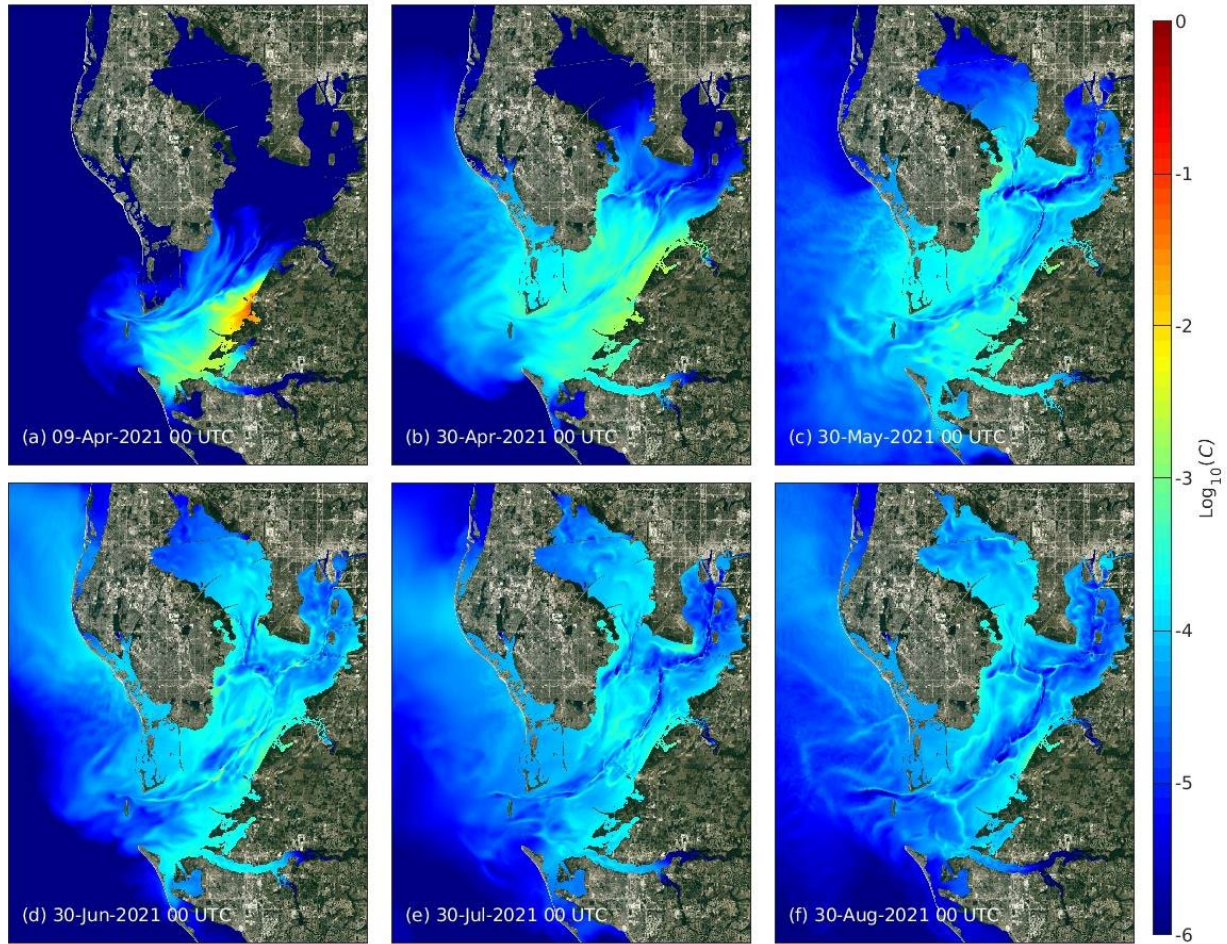 (a) 09-Apr-2021 00 UTC
(b) 30-Apr-2021 00 UTC
(c) 30-May-2021 00 UTC
(d) 30-Jun-2021 00 UTC
(e) 30-Jul-2021 00 UTC
(f) 30-Aug-2021 00 UTC
0
-1
-2
-3
-4
-5
-6
Log₁₀(C)